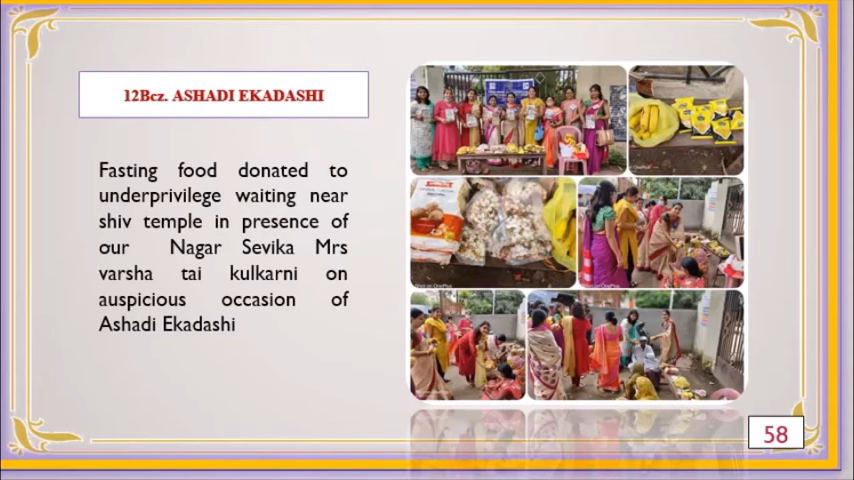 12Bcz. ASHADI EKADASHI
Fasting food donated to
underprivilege waiting near
shiv temple in presence of
our Nagar Sevika Mrs
varsha tai kulkarni on
auspicious occasion of
Ashadi Ekadashi
58